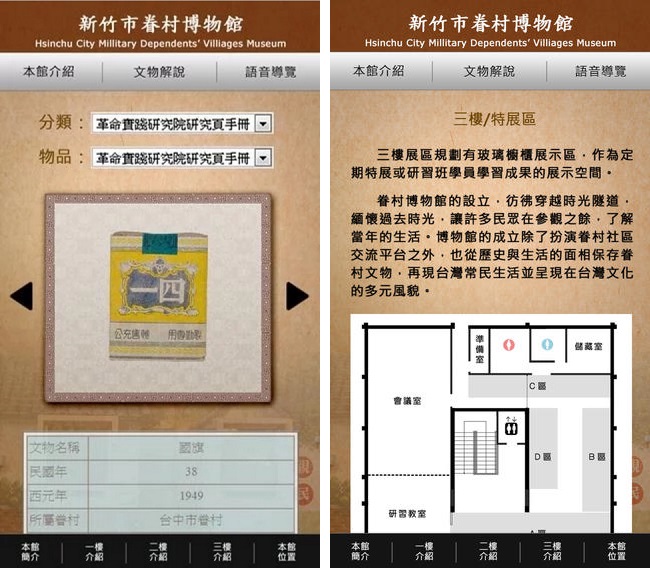 新竹市眷村博物館
Hsinchu City Millitary Dependents' Villiages Museum
本館介紹
文物解說
語音導覽
分類：
革命實踐研究院研究員手冊
物品：
革命實踐研究院研究員手冊
一四
公充售轉
用專勤製
文物名稱
國旗
民國年
38
西元年
1949
所屬眷村
台中市眷村
本館簡介
一樓介紹
二樓介紹
三樓介紹
本館位置
新竹市眷村博物館
Hsinchu City Millitary Dependents' Villiages Museum
本館介紹
文物解說
語音導覽
三樓/特展區
三樓展區規劃有玻璃櫥櫃展示區，作為定
期特展或研習班學員學習成果的展示空間。
眷村博物館的設立，彷彿穿越時光隧道，
緬懷過去時光，讓許多民眾在參觀之餘，了解
當年的生活。博物館的成立除了扮演眷村社區
交流平台之外，也從歷史與生活的面相保存眷
村文物，再現台灣常民生活並呈現在台灣文化
的多元風貌。
準備室
儲藏室
C 區
會議室
D 區
B 區
研習教室
A 區
本館簡介
一樓介紹
二樓介紹
三樓介紹
本館位置